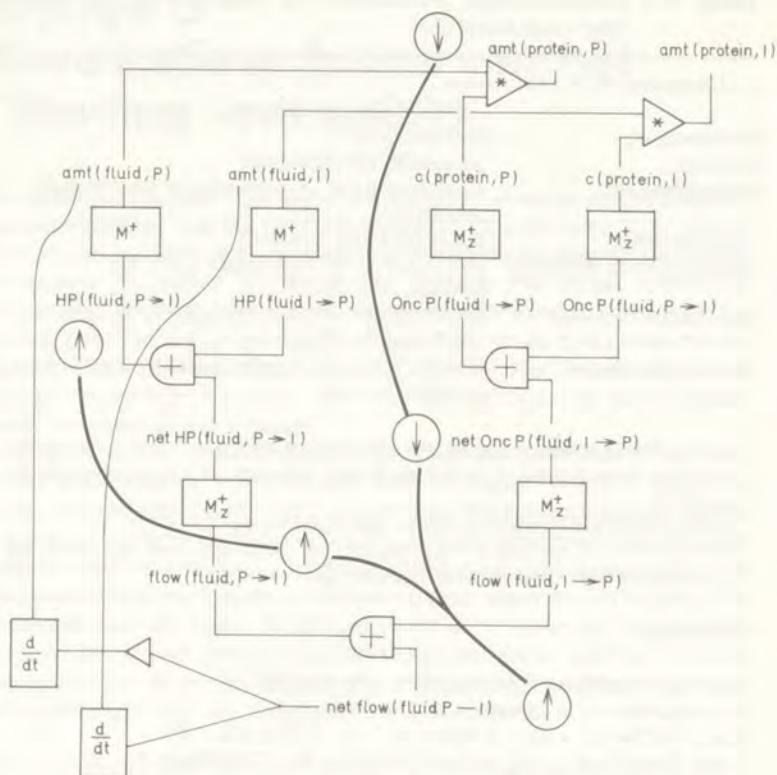 ↓
amt(protein, P)
amt(protein, I)
*
*
amt(fluid, P)
amt(fluid, I)
c(protein, P)
c(protein, I)
M⁺
M⁺
M⁺Z
M⁺Z
HP(fluid, P→I)
HP(fluid I→P)
Onc P(fluid I→P)
Onc P(fluid, P→I)
↑
+
+
net HP(fluid, P→I)
↓
net Onc P(fluid, I→P)
M⁺Z
M⁺Z
↑
flow (fluid, P→I)
flow (fluid, I→P)
d
dt
+
net flow (fluid P — I)
↑
d
dt